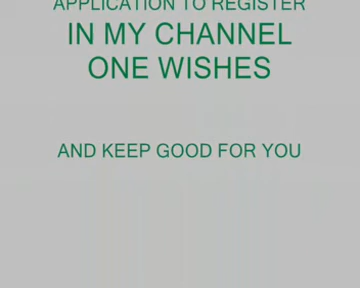 APPLICATION TO REGISTER
IN MY CHANNEL
ONE WISHES
AND KEEP GOOD FOR YOU